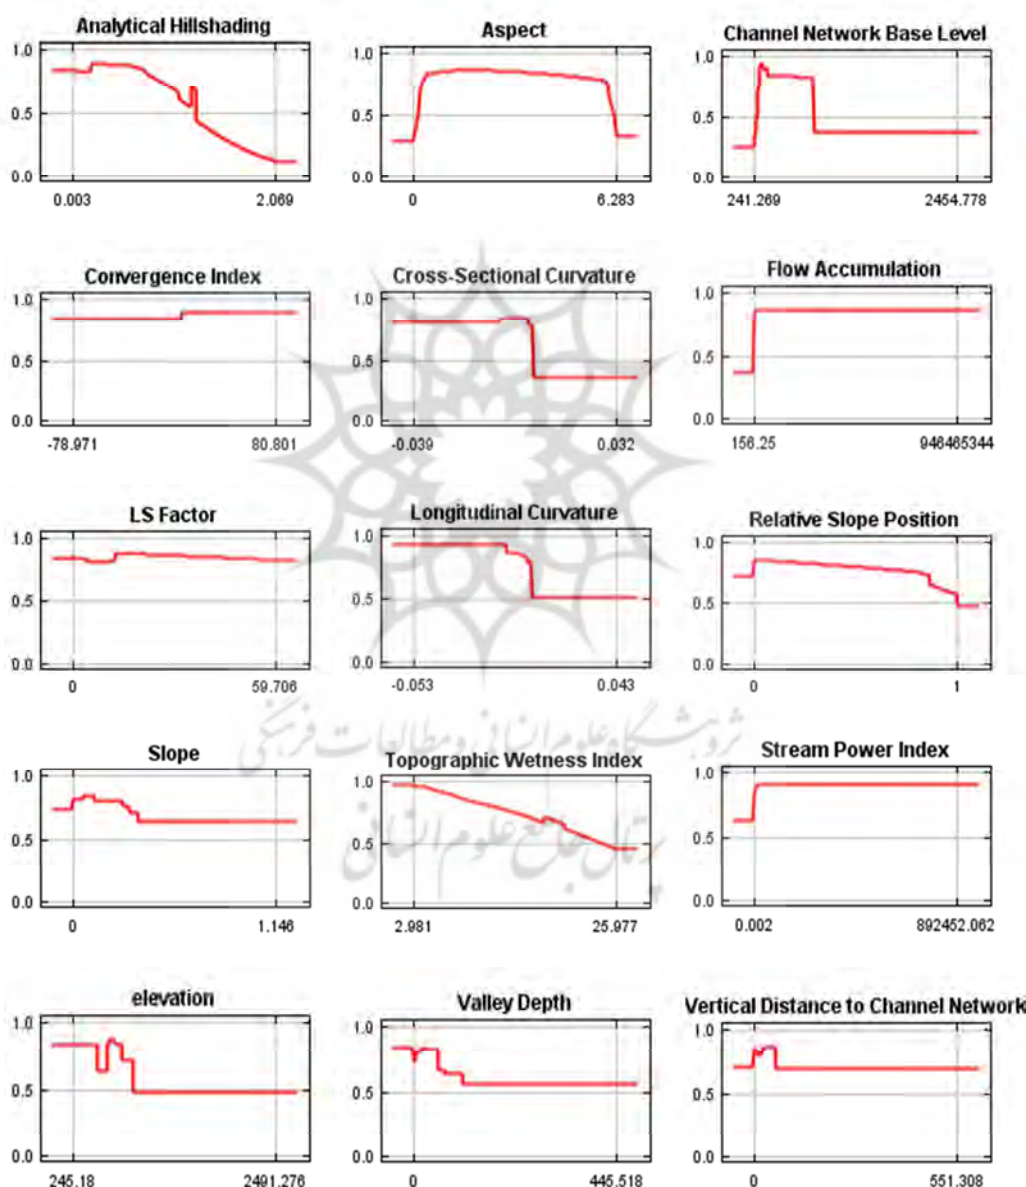 Analytical Hillshading Aspect Channel Network Base Level
1.0 1.0 1.0
0.5 0.5 0.5
0.0 0.0 0.0
0.003 2.069 0 6.283 241.269 2454.778
Convergence Index Cross-Sectional Curvature Flow Accumulation
1.0 1.0 1.0
0.5 0.5 0.5
0.0 0.0 0.0
-78.971 80.801 -0.039 0.032 156.25 946465344
LS Factor Longitudinal Curvature Relative Slope Position
1.0 1.0 1.0
0.5 0.5 0.5
0.0 0.0 0.0
0 59.706 -0.053 0.043 0 1
پژوهشگاه علوم انسانی و مطالعات فرهنگی
Slope Topographic Wetness Index Stream Power Index
1.0 1.0 1.0
0.5 0.5 0.5
پرتال جامع علوم انسانی
0.0 0.0 0.0
0 1.146 2.981 25.977 0.002 892452.062
elevation Valley Depth Vertical Distance to Channel Network
1.0 1.0 1.0
0.5 0.5 0.5
0.0 0.0 0.0
245.18 2491.276 0 445.518 0 551.308